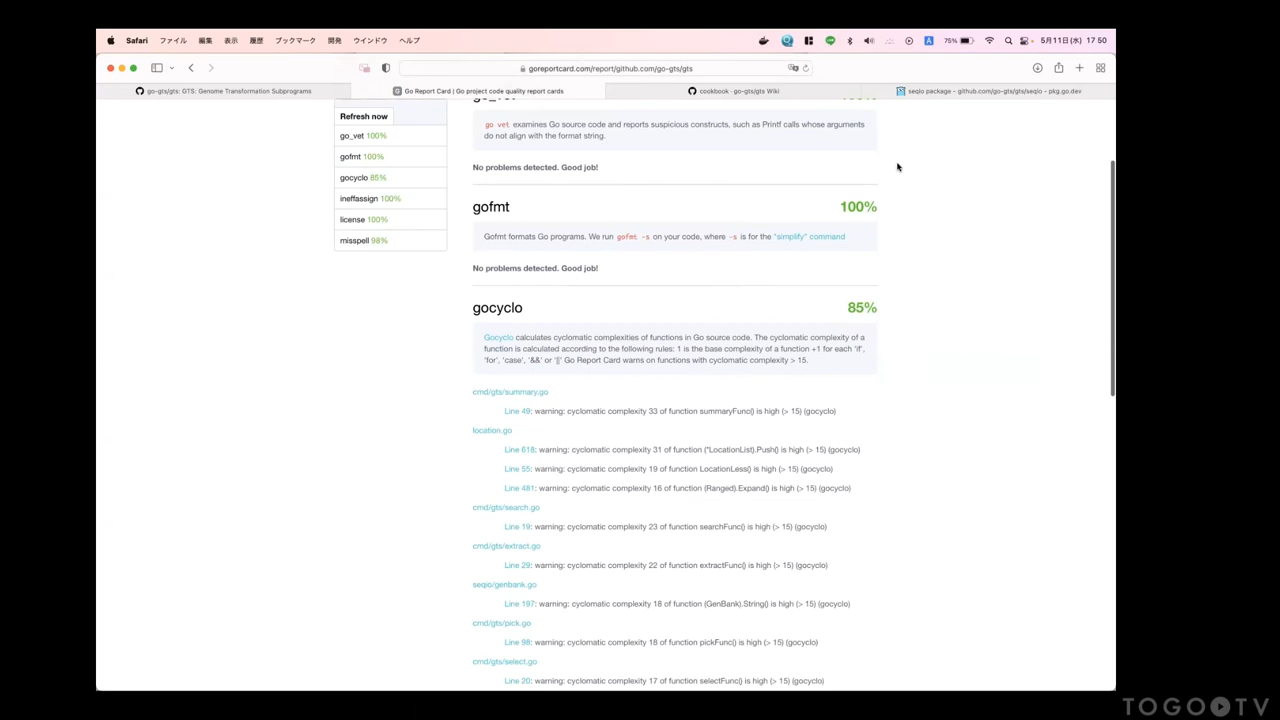 Safari ファイル 編集 表示 履歴 ブックマーク 開発 ウインドウ ヘルプ
A 75% 5月11日(水) 17 50
goreportcard.com/report/github.com/go-gts/gts
go-gts/gts: GTS: Genome Transformation Subprograms
Go Report Card | Go project code quality report cards
cookbook · go-gts/gts Wiki
seqio package - github.com/go-gts/gts/seqio - pkg.go.dev
Refresh now
go_vet 100%
gofmt 100%
gocyclo 85%
ineffassign 100%
license 100%
misspell 98%
go_vet 100%
go vet examines Go source code and reports suspicious constructs, such as Printf calls whose arguments
do not align with the format string.
No problems detected. Good job!
gofmt 100%
Gofmt formats Go programs. We run gofmt -s on your code, where -s is for the "simplify" command
No problems detected. Good job!
gocyclo 85%
Gocyclo calculates cyclomatic complexities of functions in Go source code. The cyclomatic complexity of a
function is calculated according to the following rules: 1 is the base complexity of a function +1 for each 'if',
'for', 'case', '&&' or '||' Go Report Card warns on functions with cyclomatic complexity > 15.
cmd/gts/summary.go
Line 49: warning: cyclomatic complexity 33 of function summaryFunc() is high (> 15) (gocyclo)
location.go
Line 618: warning: cyclomatic complexity 31 of function (*LocationList).Push() is high (> 15) (gocyclo)
Line 55: warning: cyclomatic complexity 19 of function LocationLess() is high (> 15) (gocyclo)
Line 481: warning: cyclomatic complexity 16 of function (Ranged).Expand() is high (> 15) (gocyclo)
cmd/gts/search.go
Line 19: warning: cyclomatic complexity 23 of function searchFunc() is high (> 15) (gocyclo)
cmd/gts/extract.go
Line 29: warning: cyclomatic complexity 22 of function extractFunc() is high (> 15) (gocyclo)
seqio/genbank.go
Line 197: warning: cyclomatic complexity 18 of function (GenBank).String() is high (> 15) (gocyclo)
cmd/gts/pick.go
Line 98: warning: cyclomatic complexity 18 of function pickFunc() is high (> 15) (gocyclo)
cmd/gts/select.go
Line 20: warning: cyclomatic complexity 17 of function selectFunc() is high (> 15) (gocyclo)
TOGO TV